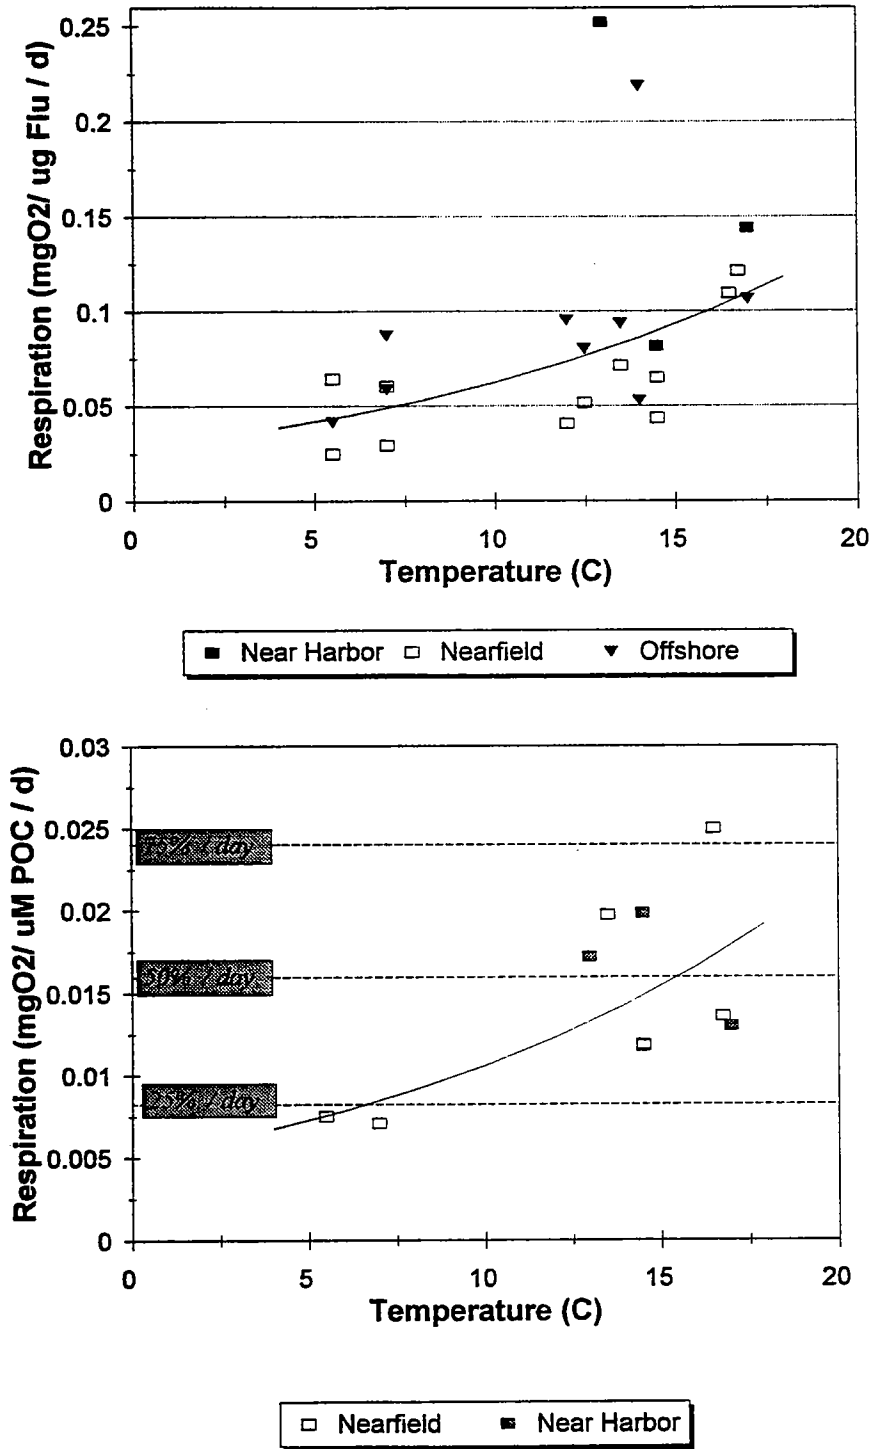 Respiration (mgO2/ ug Flu / d)
0.25
0.2
0.15
0.1
0.05
0
0
5
10
15
20
Temperature (C)
Near Harbor
Nearfield
Offshore
Respiration (mgO2/ uM POC / d)
0.03
0.025
75% / day
0.02
50% / day
0.015
0.01
25% / day
0.005
0
0
5
10
15
20
Temperature (C)
Nearfield
Near Harbor